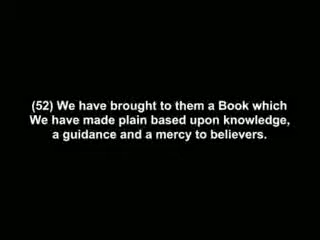 (52) We have brought to them a Book which
We have made plain based upon knowledge,
a guidance and a mercy to believers.